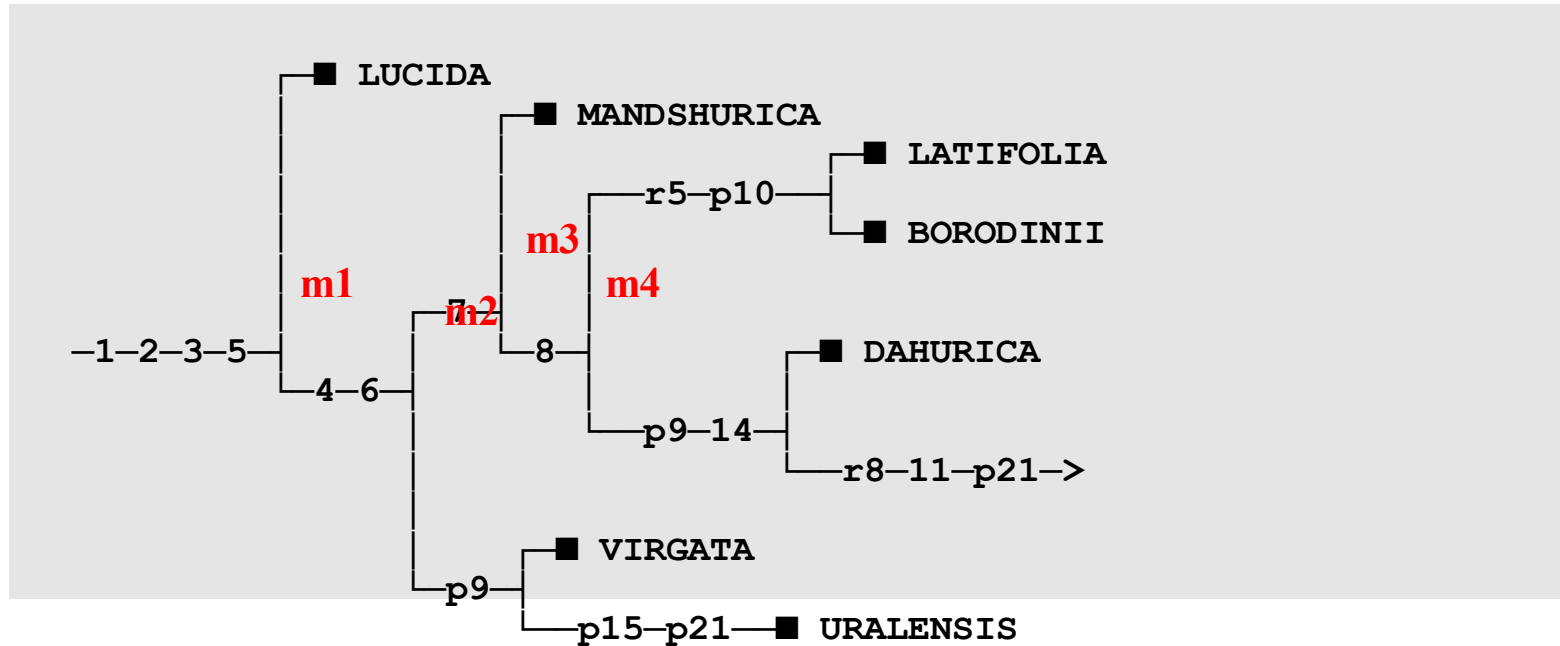 LUCIDA
MANDSHURICA
LATIFOLIA
r5—p10
BORODINII
m3
m1 m4
7 m2
1—2—3—5 8 DAHURICA
4—6
p9—14
r8—11—p21—>
VIRGATA
p9
p15—p21 URALENSIS